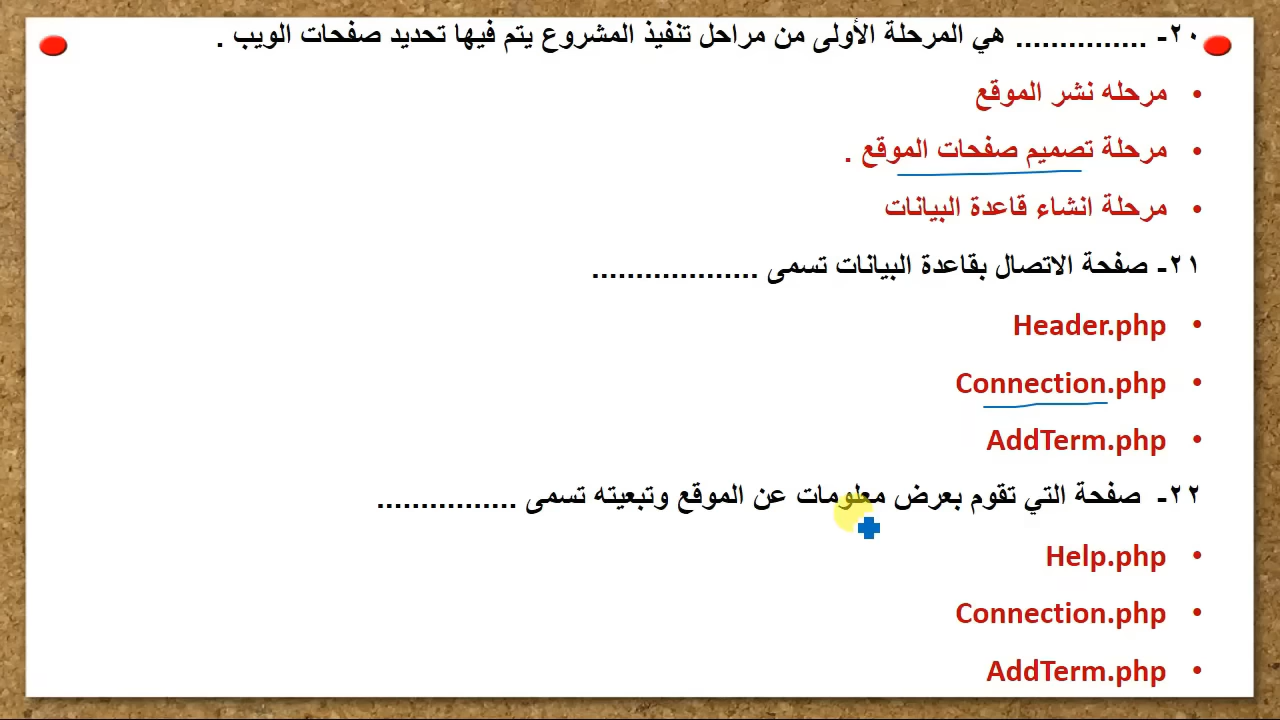 ٢٠- ............... هي المرحلة الأولى من مراحل تنفيذ المشروع يتم فيها تحديد صفحات الويب .
• مرحله نشر الموقع
• مرحلة تصميم صفحات الموقع .
• مرحلة انشاء قاعدة البيانات
٢١- صفحة الاتصال بقاعدة البيانات تسمى ...................
• Header.php
• Connection.php
• AddTerm.php
٢٢- صفحة التي تقوم بعرض معلومات عن الموقع وتبعيته تسمى ................
• Help.php
• Connection.php
• AddTerm.php